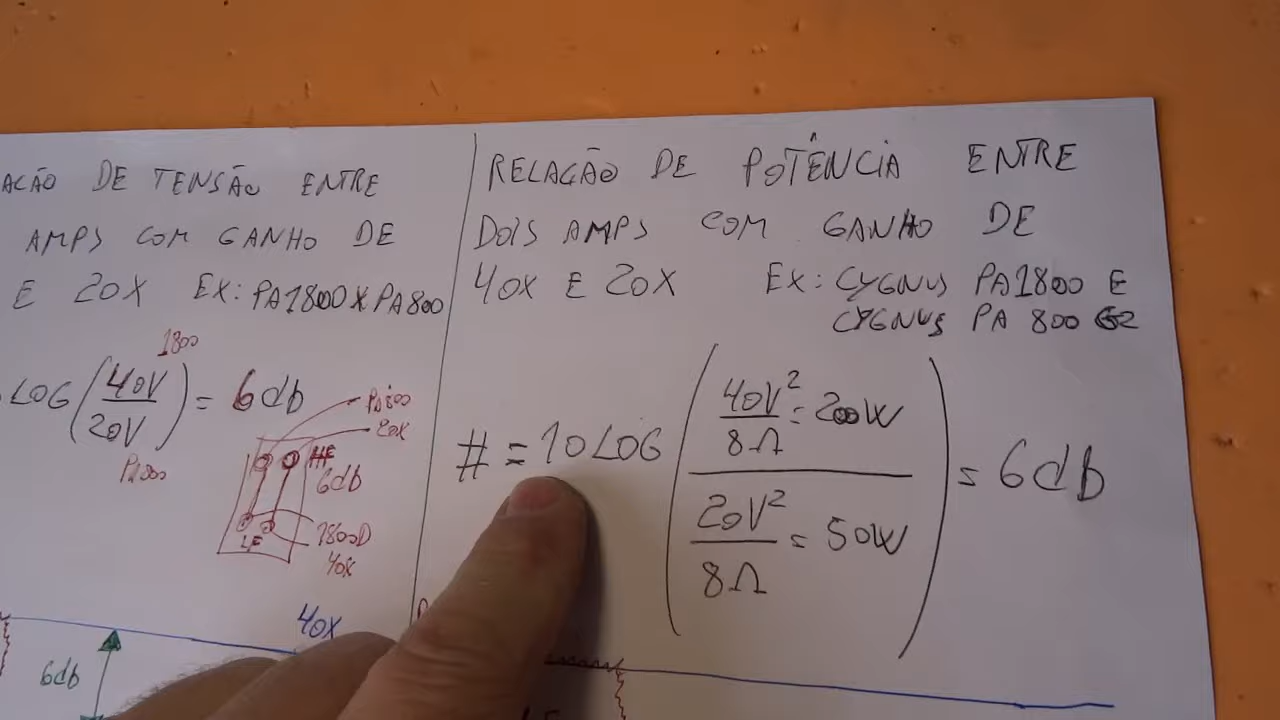 AÇÃO DE TENSÃO ENTRE
AMPS COM GANHO DE
E 20X EX: PA1800 X PA800
1800
LOG (40V / 20V) = 6db
PA800
20X
HF
6db
LF
1800D
40X
RELAÇÃO DE POTÊNCIA ENTRE
DOIS AMPS COM GANHO DE
40X E 20X EX: CYGNUS PA1800 E
CYGNUS PA 800 G2
# = 10 LOG
40V² / 8Ω = 200W
20V² / 8Ω = 50W
= 6db
40X
6db